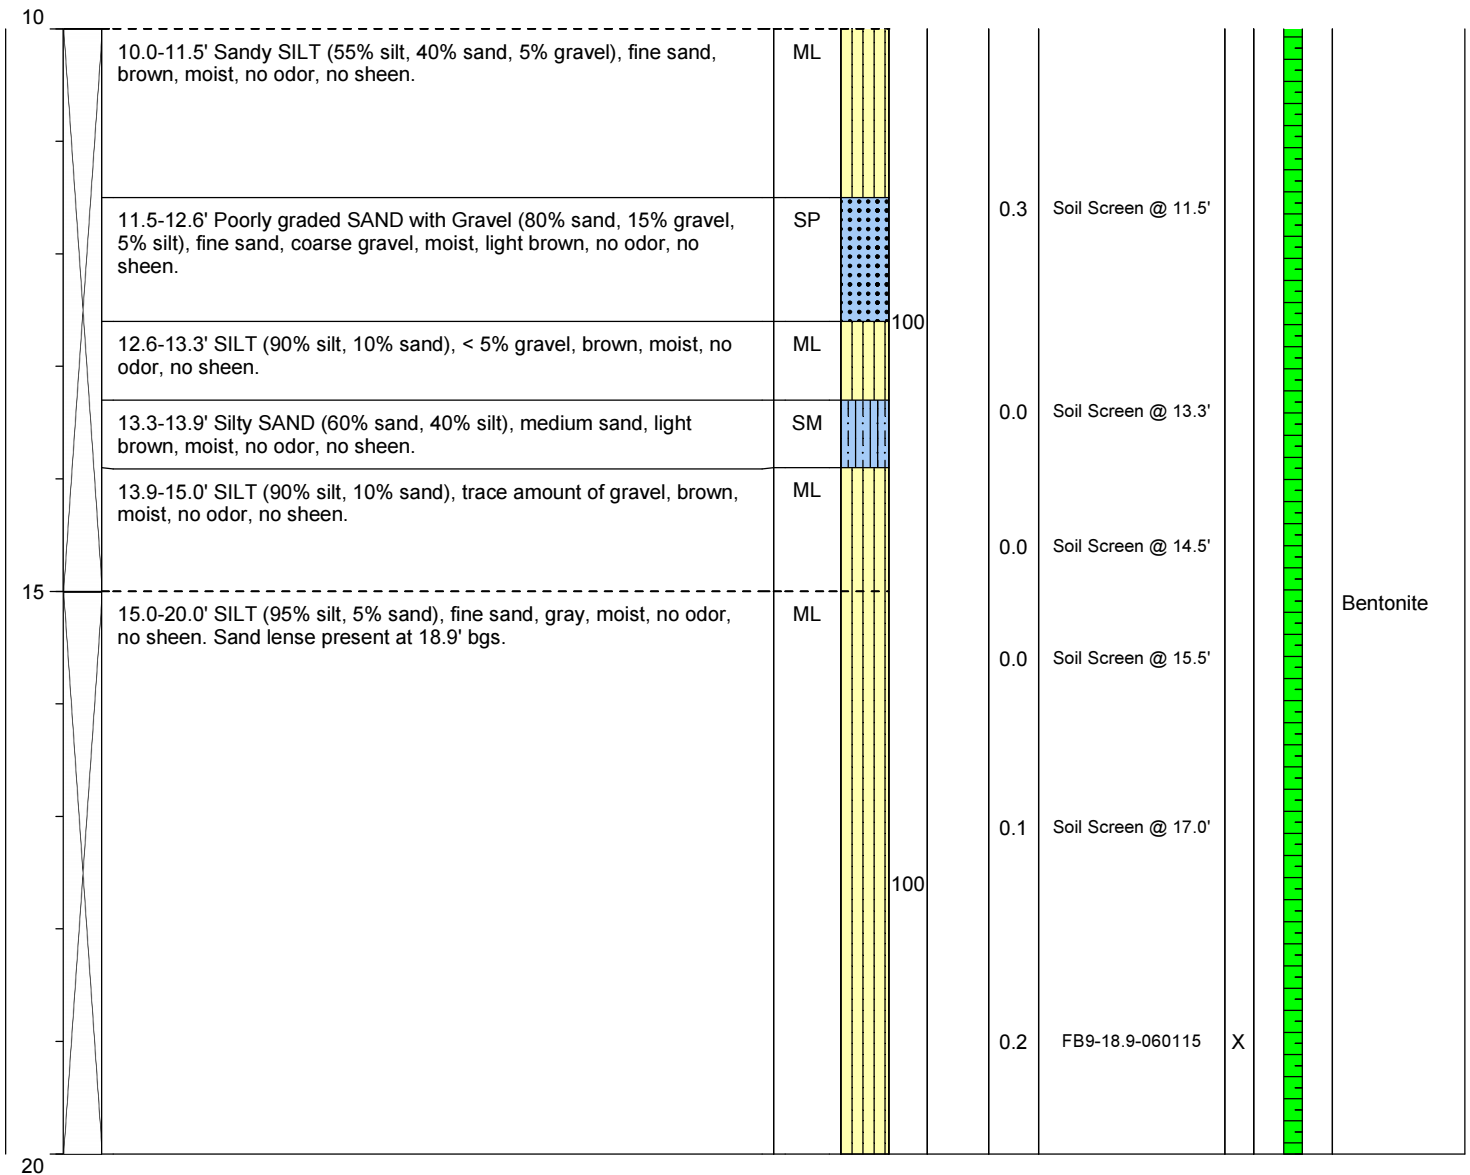 10
10.0-11.5' Sandy SILT (55% silt, 40% sand, 5% gravel), fine sand,
brown, moist, no odor, no sheen.
ML
11.5-12.6' Poorly graded SAND with Gravel (80% sand, 15% gravel,
5% silt), fine sand, coarse gravel, moist, light brown, no odor, no
sheen.
SP
0.3
Soil Screen @ 11.5'
100
12.6-13.3' SILT (90% silt, 10% sand), < 5% gravel, brown, moist, no
odor, no sheen.
ML
13.3-13.9' Silty SAND (60% sand, 40% silt), medium sand, light
brown, moist, no odor, no sheen.
SM
0.0
Soil Screen @ 13.3'
13.9-15.0' SILT (90% silt, 10% sand), trace amount of gravel, brown,
moist, no odor, no sheen.
ML
0.0
Soil Screen @ 14.5'
15
15.0-20.0' SILT (95% silt, 5% sand), fine sand, gray, moist, no odor,
no sheen. Sand lense present at 18.9' bgs.
ML
Bentonite
0.0
Soil Screen @ 15.5'
0.1
Soil Screen @ 17.0'
100
0.2
FB9-18.9-060115
X
20